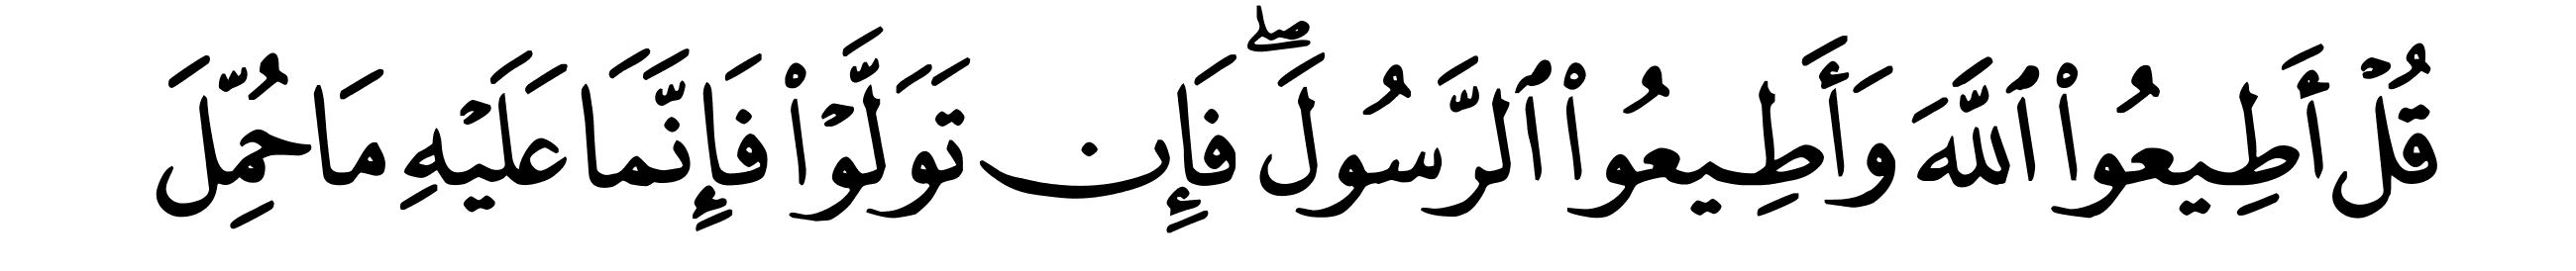 قُلۡ أَطِيعُواْ ٱللَّهَ وَأَطِيعُواْ ٱلرَّسُولَۖ فَإِن تَوَلَّوۡاْ فَإِنَّمَا عَلَيۡهِ مَا حُمِّلَ